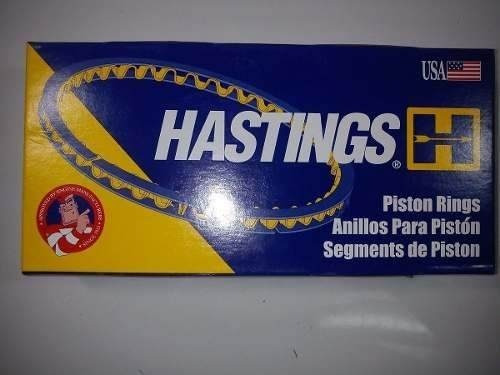 USA
HASTINGS®
H
Piston Rings
Anillos Para Pistón
Segments de Piston